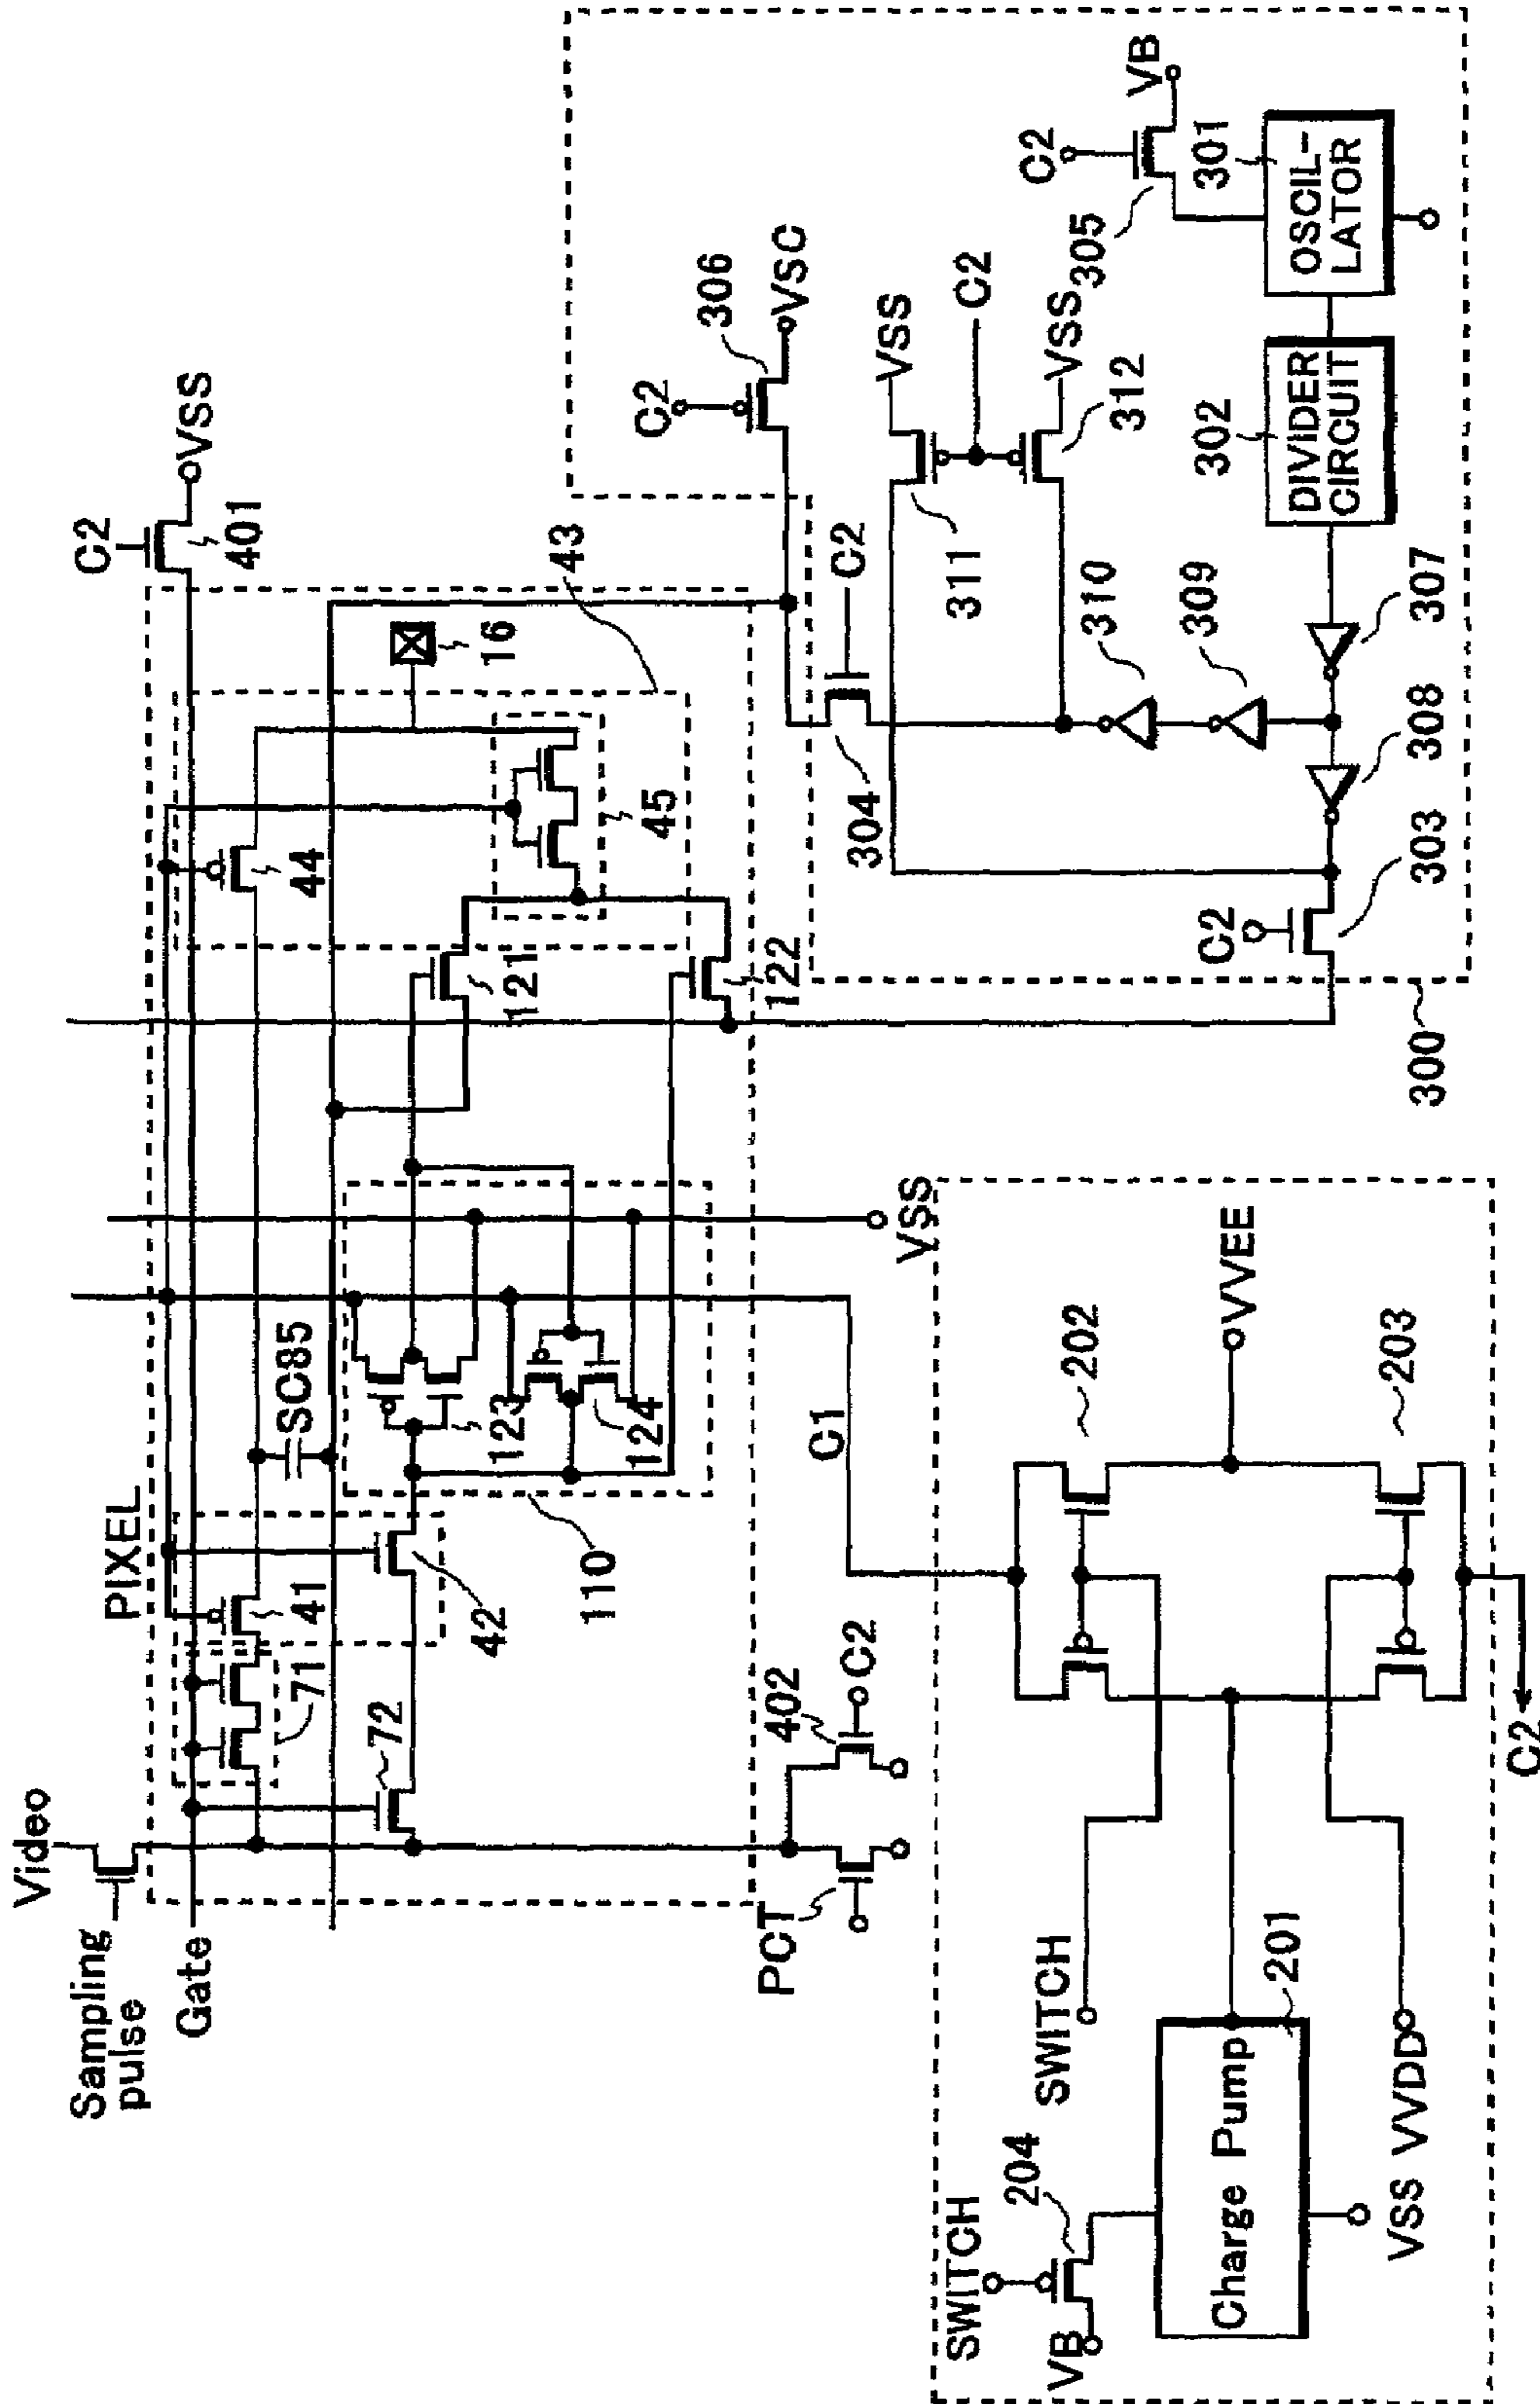 Video
Sampling
pulse
Gate
PIXEL
71
41
72
42
SC85
110
123
124
C2
401
VSS
43
16
44
45
121
122
VSS
PCT
402
C2
C1
C2
306
VSC
C2
304
VSS
311
C2
VSS
312
310
309
C2
305
VB
301
OSCIL-
LATOR
302
DIVIDER
CIRCUIT
307
308
303
C2
300
SWITCH
204
VB
Charge Pump
201
VSS
VVDD
SWITCH
202
VVEE
203
C2